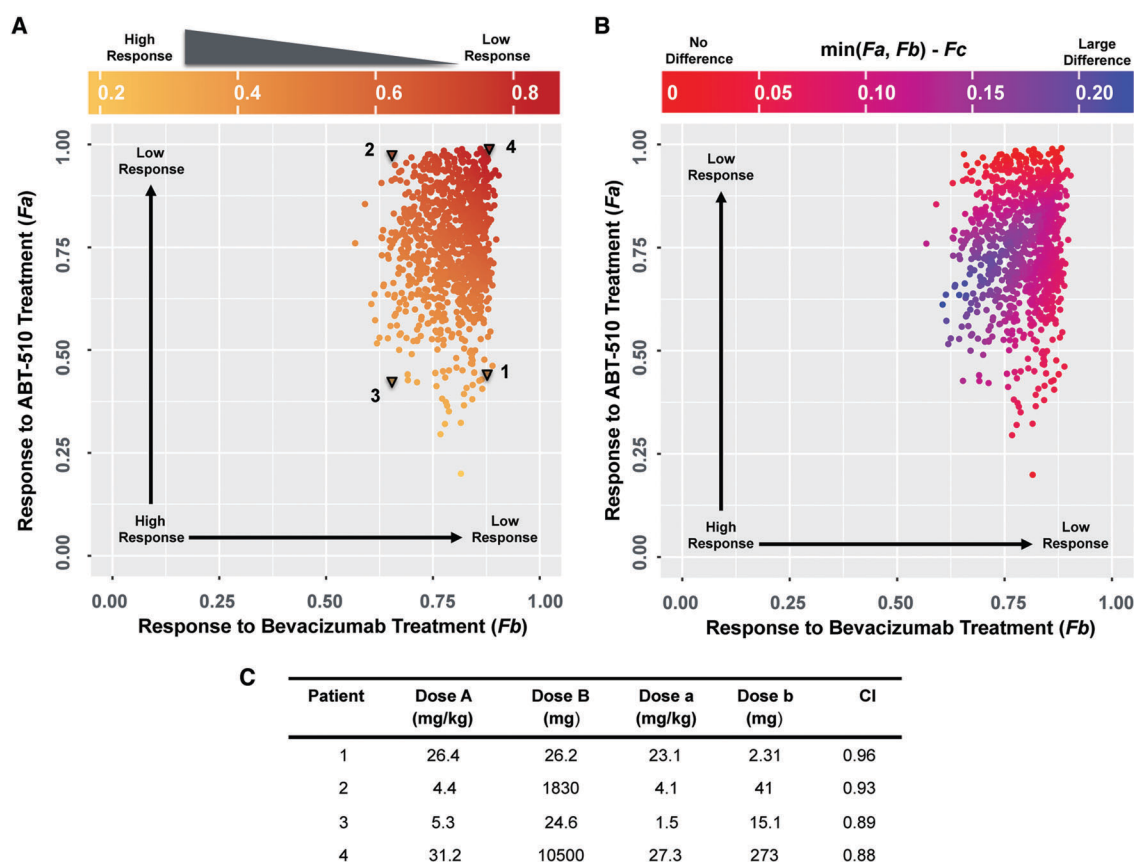 A
High
Response
Low
Response
0.2 0.4 0.6 0.8
1.00
0.75
0.50
0.25
0.00
Response to ABT-510 Treatment (Fa)
Low
Response
2
4
3
1
High
Response
Low
Response
0.00 0.25 0.50 0.75 1.00
Response to Bevacizumab Treatment (Fb)
B
No
Difference
min(Fa, Fb) - Fc
Large
Difference
0 0.05 0.10 0.15 0.20
1.00
0.75
0.50
0.25
0.00
Response to ABT-510 Treatment (Fa)
Low
Response
High
Response
Low
Response
0.00 0.25 0.50 0.75 1.00
Response to Bevacizumab Treatment (Fb)
C
Patient Dose A (mg/kg) Dose B (mg) Dose a (mg/kg) Dose b (mg) CI
1 26.4 26.2 23.1 2.31 0.96
2 4.4 1830 4.1 41 0.93
3 5.3 24.6 1.5 15.1 0.89
4 31.2 10500 27.3 273 0.88